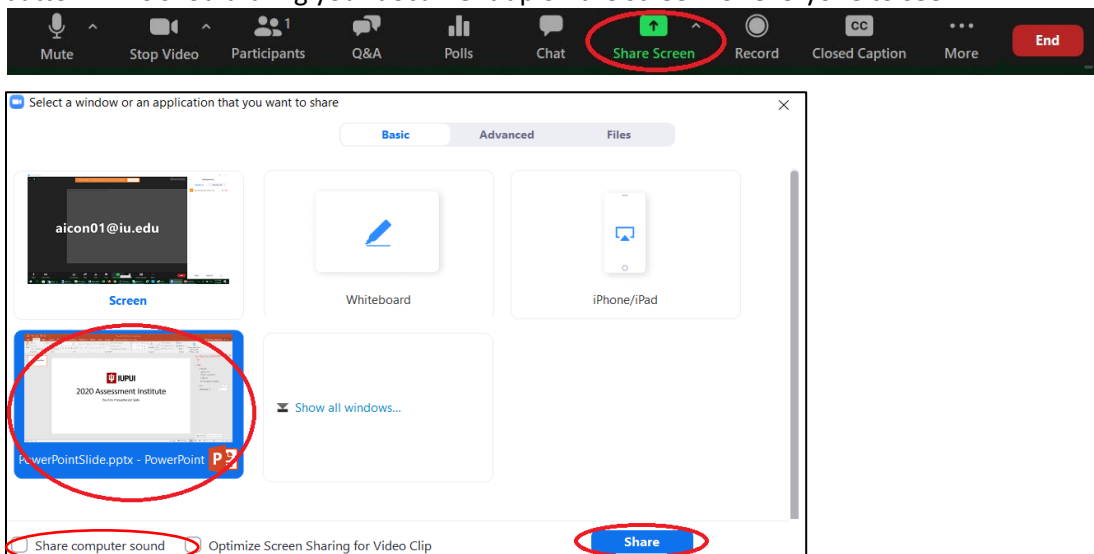 1
Mute Stop Video Participants Q&A Polls Chat Share Screen Record CC Closed Caption More End
Select a window or an application that you want to share
Basic Advanced Files
aicon01@iu.edu
Screen Whiteboard iPhone/iPad
IUPUI
2020 Assessment Institute
Show all windows...
PowerPointSlide.pptx - PowerPoint
Share computer sound Optimize Screen Sharing for Video Clip Share